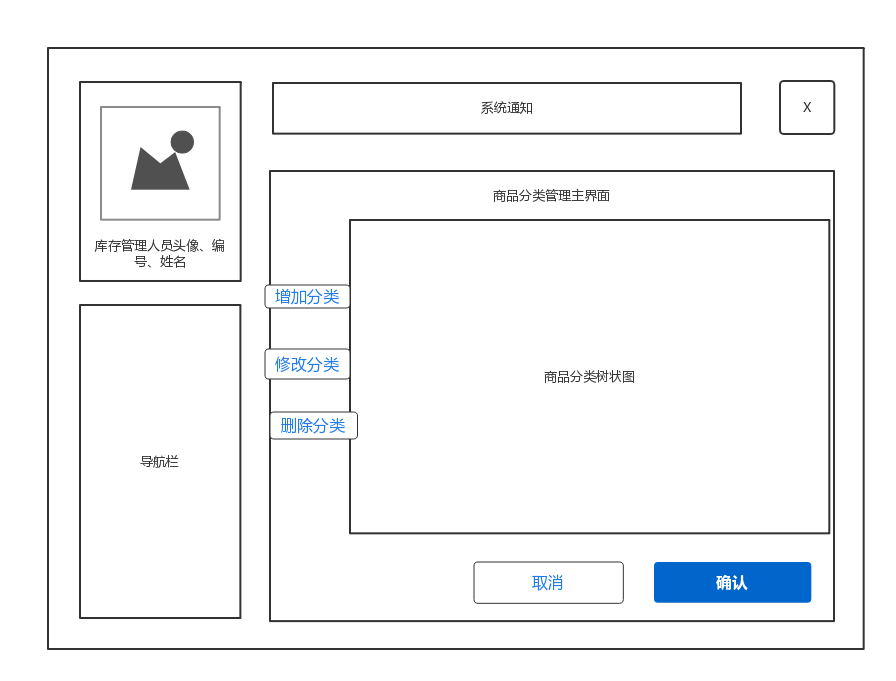 系统通知
X
商品分类管理主界面
库存管理人员头像、编
号、姓名
增加分类
修改分类
商品分类树状图
删除分类
导航栏
取消
确认